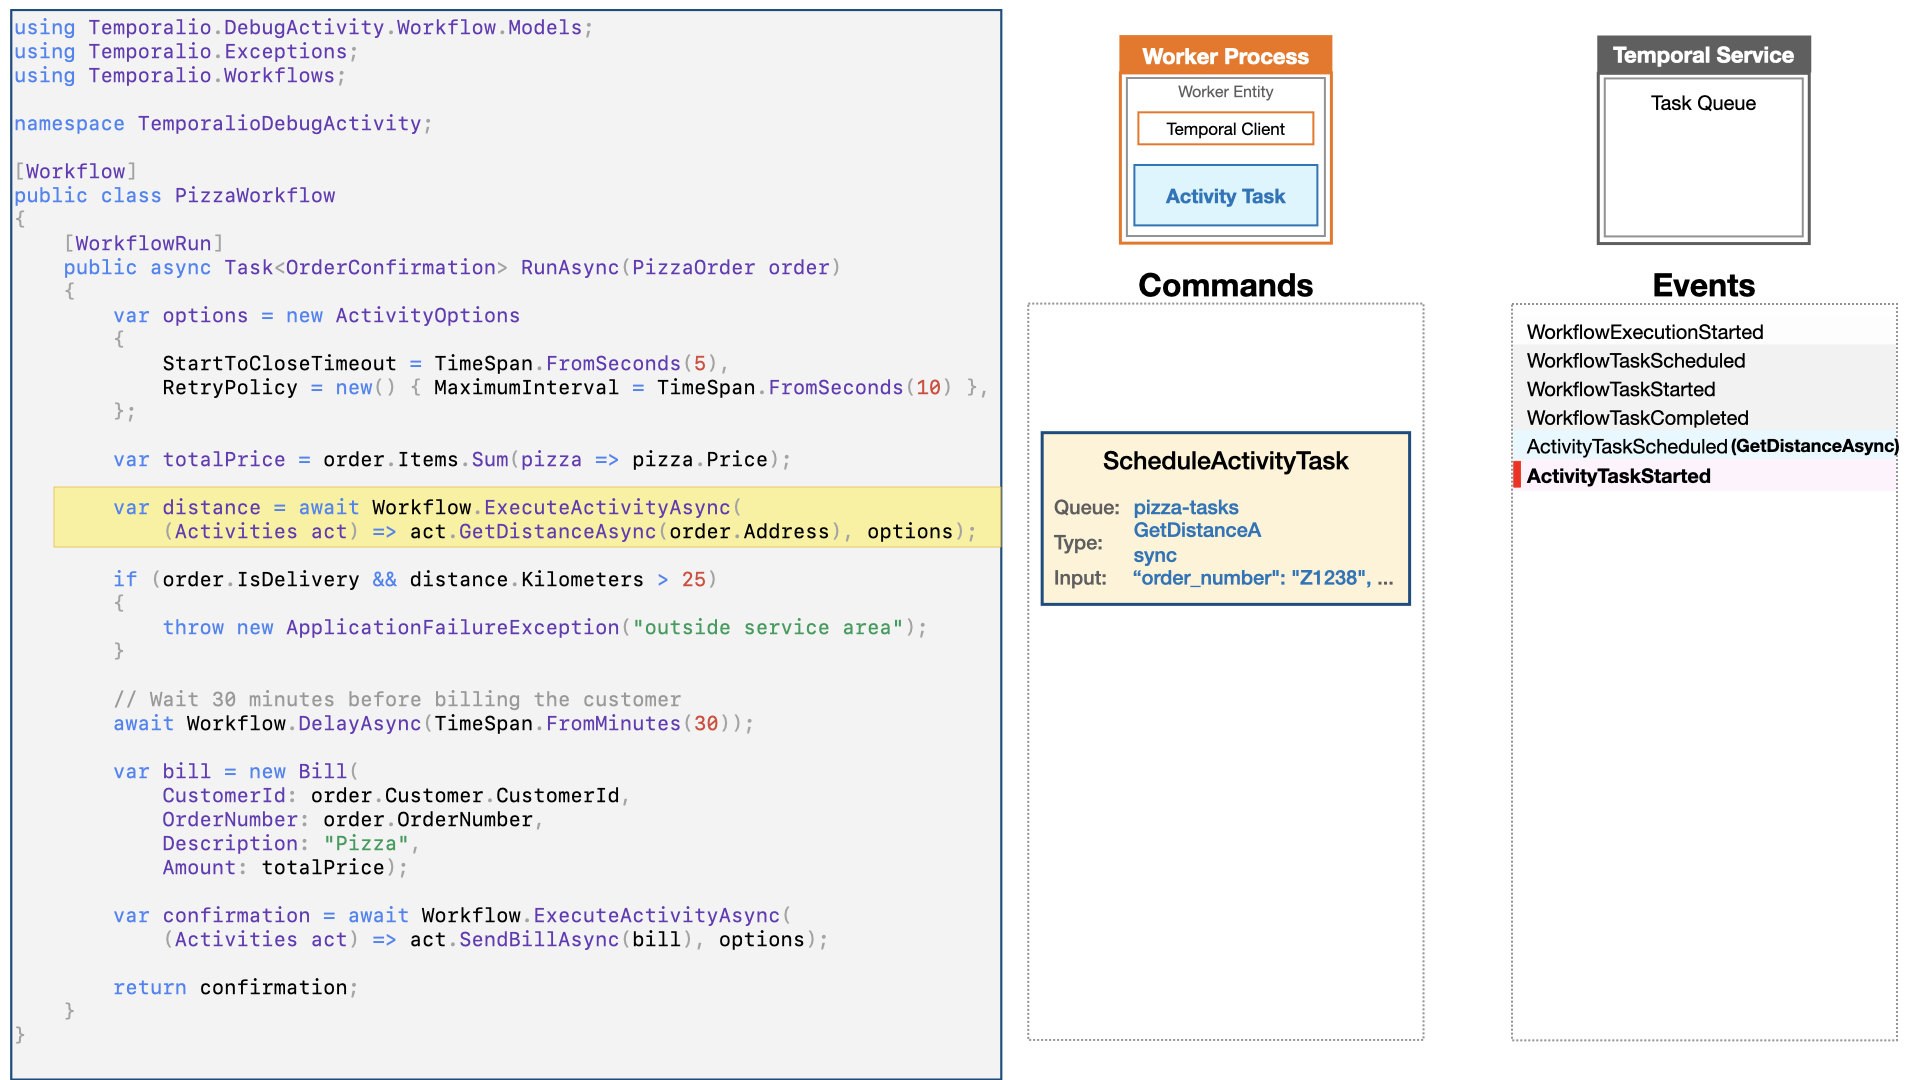 using Temporalio.DebugActivity.Workflow.Models;
using Temporalio.Exceptions;
using Temporalio.Workflows;
namespace TemporalioDebugActivity;
[Workflow]
public class PizzaWorkflow
{
[WorkflowRun]
public async Task<OrderConfirmation> RunAsync(PizzaOrder order)
{
var options = new ActivityOptions
{
StartToCloseTimeout = TimeSpan.FromSeconds(5),
RetryPolicy = new() { MaximumInterval = TimeSpan.FromSeconds(10) },
};
var totalPrice = order.Items.Sum(pizza => pizza.Price);
var distance = await Workflow.ExecuteActivityAsync(
(Activities act) => act.GetDistanceAsync(order.Address), options);
if (order.IsDelivery && distance.Kilometers > 25)
{
throw new ApplicationFailureException("outside service area");
}
// Wait 30 minutes before billing the customer
await Workflow.DelayAsync(TimeSpan.FromMinutes(30));
var bill = new Bill(
CustomerId: order.Customer.CustomerId,
OrderNumber: order.OrderNumber,
Description: "Pizza",
Amount: totalPrice);
var confirmation = await Workflow.ExecuteActivityAsync(
(Activities act) => act.SendBillAsync(bill), options);
return confirmation;
}
}
Worker Process
Worker Entity
Temporal Client
Activity Task
Commands
ScheduleActivityTask
Queue: pizza-tasks
Type: GetDistanceA
sync
Input: “order_number": "Z1238", ...
Temporal Service
Task Queue
Events
WorkflowExecutionStarted
WorkflowTaskScheduled
WorkflowTaskStarted
WorkflowTaskCompleted
ActivityTaskScheduled (GetDistanceAsync)
ActivityTaskStarted